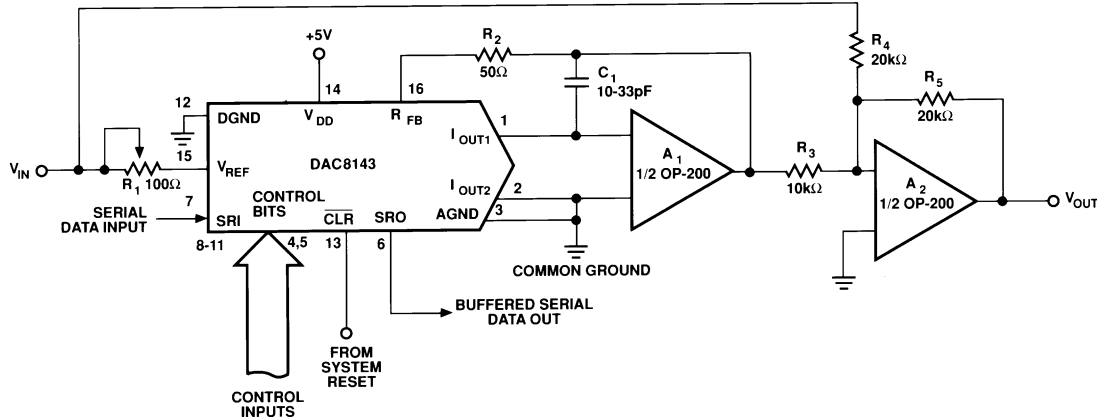 +5V
R2
50Ω
C1
10-33pF
R4
20kΩ
R5
20kΩ
12
14
16
DGND
VDD
RFB
IOUT1
1
VIN
R1 100Ω
15
VREF
DAC8143
A1
1/2 OP-200
R3
10kΩ
A2
1/2 OP-200
VOUT
IOUT2
2
AGND
3
SERIAL
DATA INPUT
7
SRI
CONTROL
BITS
CLR
SRO
8-11
4,5
13
6
COMMON GROUND
BUFFERED SERIAL
DATA OUT
FROM
SYSTEM
RESET
CONTROL
INPUTS